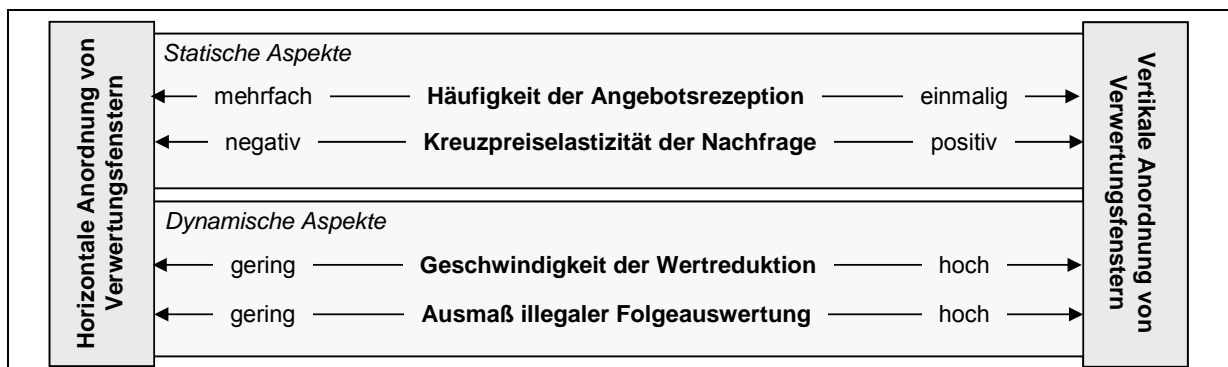 Horizontale Anordnung von
Verwertungsfenstern
Statische Aspekte
mehrfach Häufigkeit der Angebotsrezeption einmalig
negativ Kreuzpreiselastizität der Nachfrage positiv
Dynamische Aspekte
gering Geschwindigkeit der Wertreduktion hoch
gering Ausmaß illegaler Folgeauswertung hoch
Vertikale Anordnung von
Verwertungsfenstern